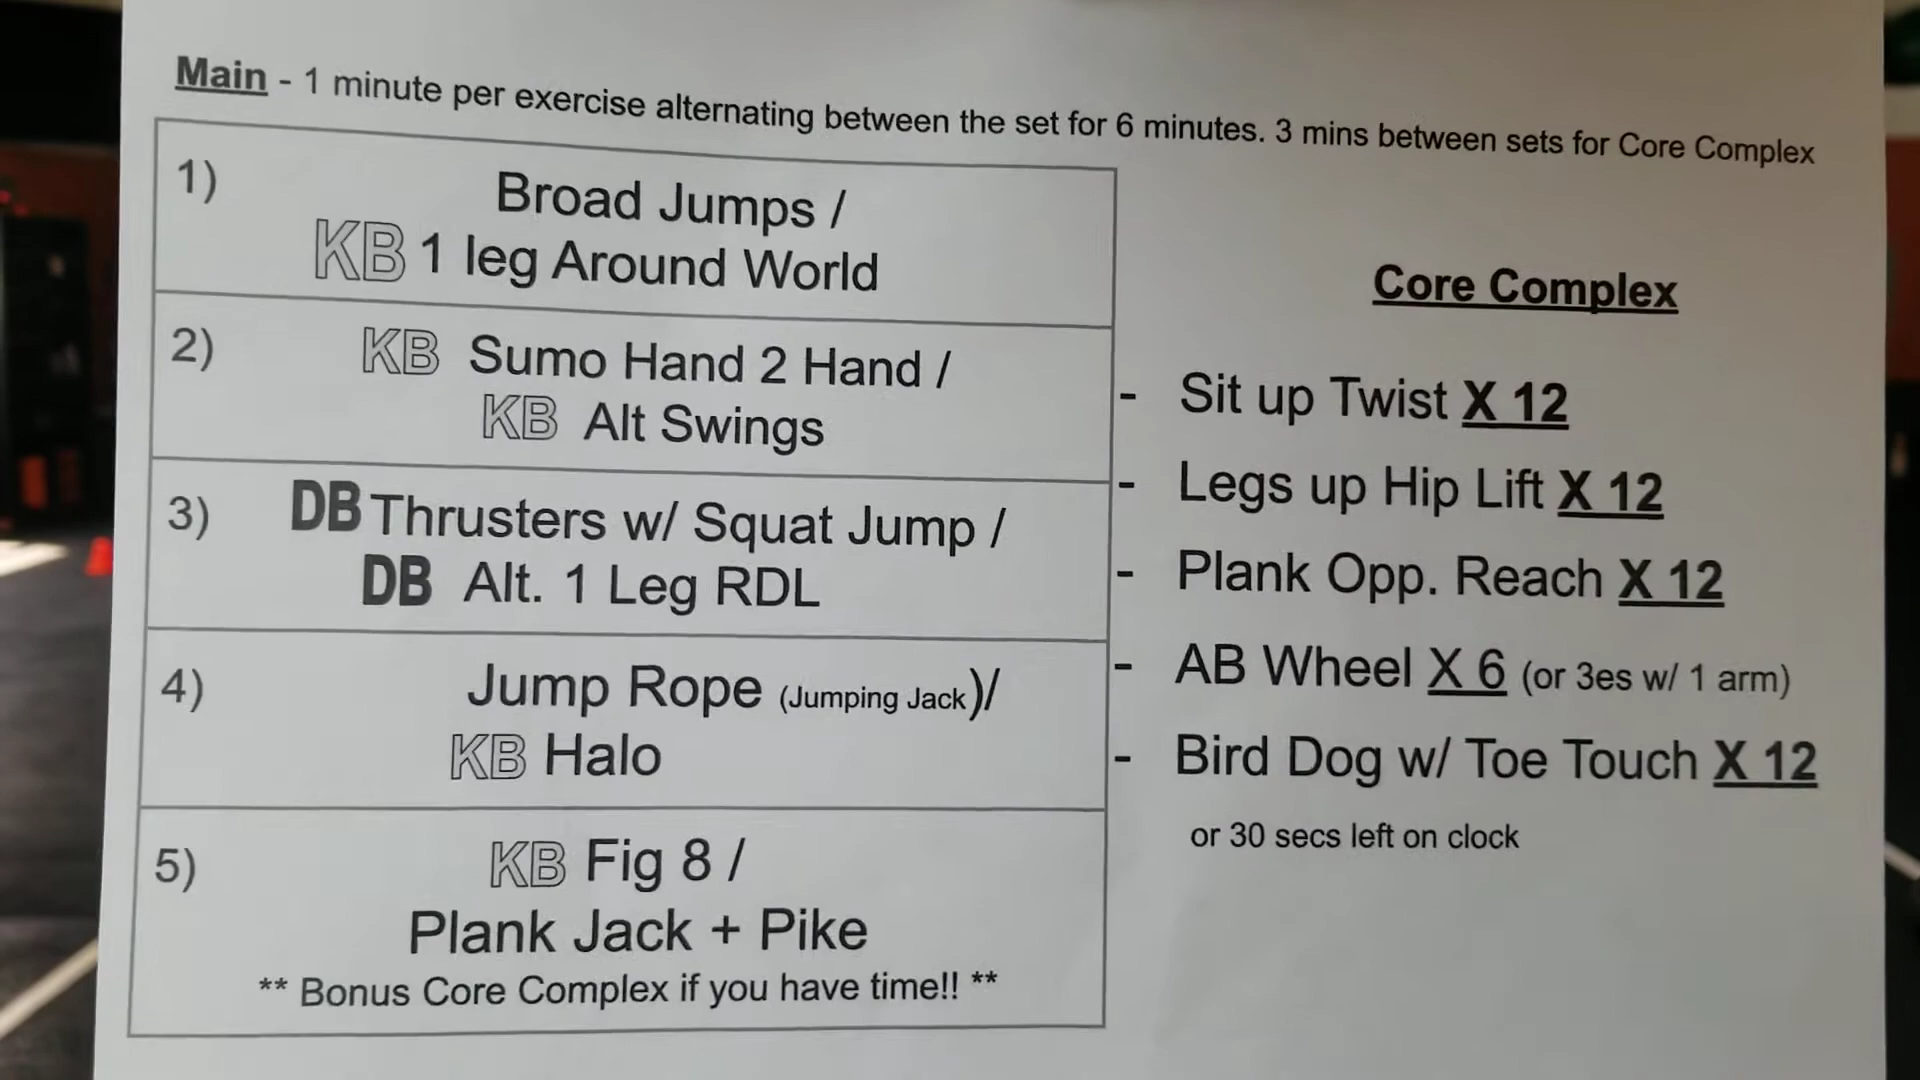 Main - 1 minute per exercise alternating between the set for 6 minutes. 3 mins between sets for Core Complex
1)
Broad Jumps /
KB 1 leg Around World
2)
KB Sumo Hand 2 Hand /
KB Alt Swings
3)
DB Thrusters w/ Squat Jump /
DB Alt. 1 Leg RDL
4)
Jump Rope (Jumping Jack)/
KB Halo
5)
KB Fig 8 /
Plank Jack + Pike
** Bonus Core Complex if you have time!! **
Core Complex
- Sit up Twist X 12
- Legs up Hip Lift X 12
- Plank Opp. Reach X 12
- AB Wheel X 6 (or 3es w/ 1 arm)
- Bird Dog w/ Toe Touch X 12
or 30 secs left on clock